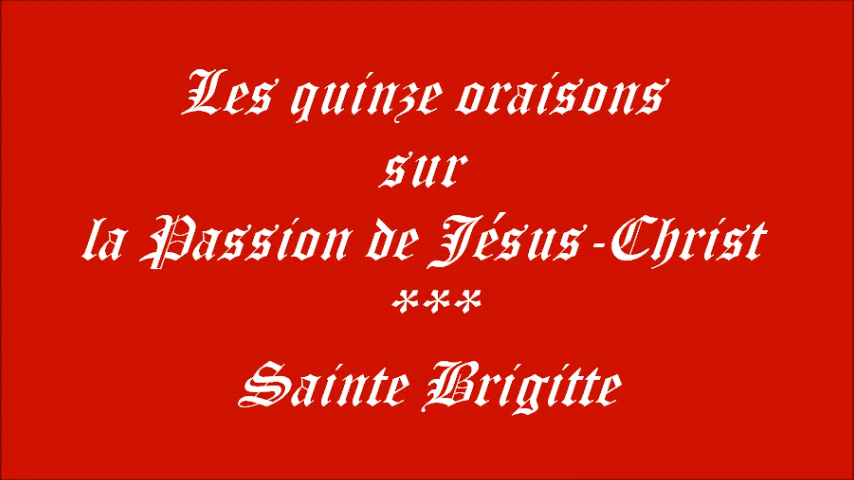 Les quinze oraisons
sur
la Passion de Jésus-Christ
***
Sainte Brigitte